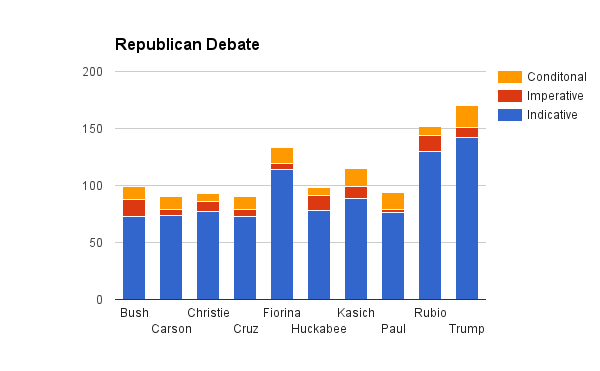 Republican Debate
200
150
100
50
0
Conditonal
Imperative
Indicative
Bush
Carson
Christie
Cruz
Fiorina
Huckabee
Kasich
Paul
Rubio
Trump